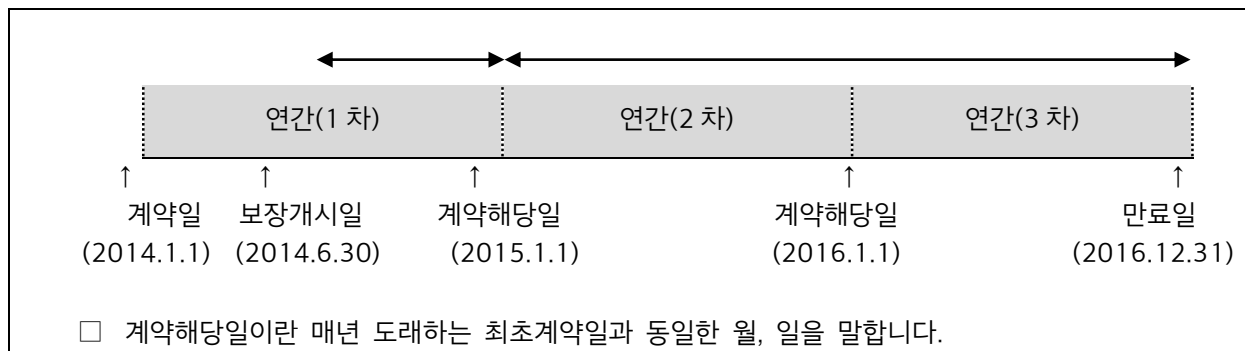 연간(1 차) 연간(2 차) 연간(3 차)
↑ ↑ ↑ ↑ ↑
계약일 보장개시일 계약해당일 계약해당일 만료일
(2014.1.1) (2014.6.30) (2015.1.1) (2016.1.1) (2016.12.31)
□ 계약해당일이란 매년 도래하는 최초계약일과 동일한 월, 일을 말합니다.